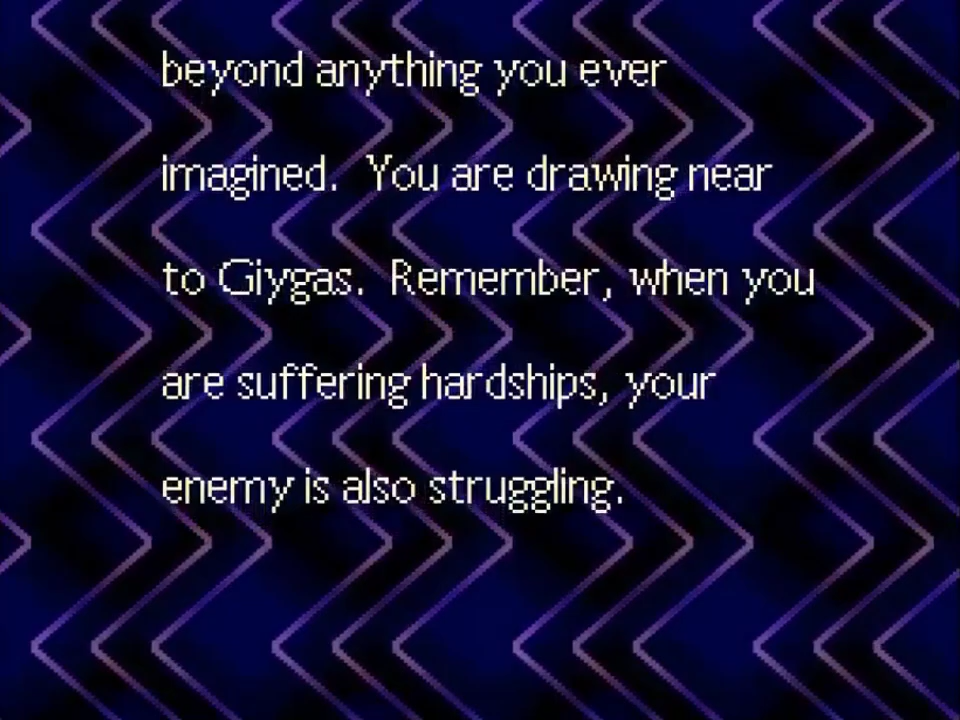 beyond anything you ever
imagined.  You are drawing near
to Giygas.  Remember, when you
are suffering hardships, your
enemy is also struggling.